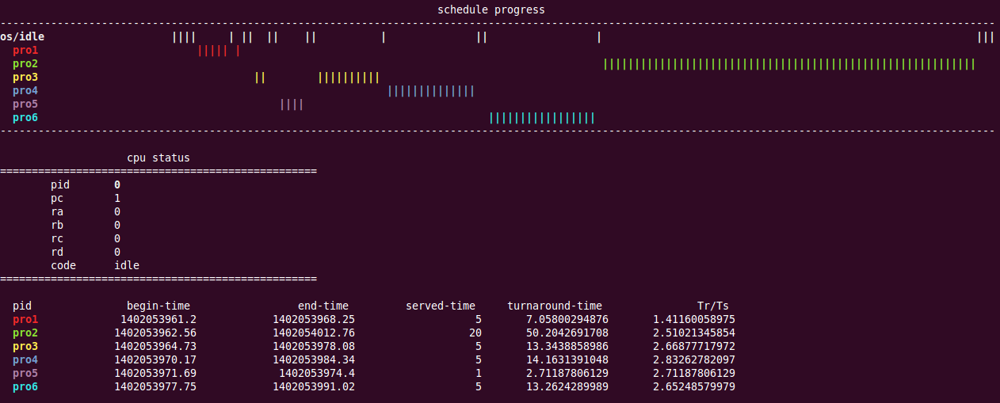 schedule progress
os/idle
pro1
pro2
pro3
pro4
pro5
pro6
cpu status
pid 0
pc 1
ra 0
rb 0
rc 0
rd 0
code idle
pid begin-time end-time served-time turnaround-time Tr/Ts
pro1 1402053961.2 1402053968.25 5 7.05800294876 1.41160058975
pro2 1402053962.56 1402054012.76 20 50.2042691708 2.51021345854
pro3 1402053964.73 1402053978.08 5 13.3438858986 2.66877717972
pro4 1402053970.17 1402053984.34 5 14.1631391048 2.83262782097
pro5 1402053971.69 1402053974.4 1 2.71187806129 2.71187806129
pro6 1402053977.75 1402053991.02 5 13.2624289989 2.65248579979